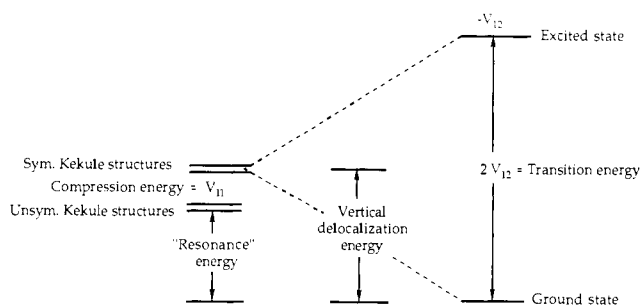 -V12
Excited state
Sym. Kekule structures
Compression energy = V11
Unsym. Kekule structures
2 V12 = Transition energy
Vertical
delocalization
energy
"Resonance"
energy
Ground state